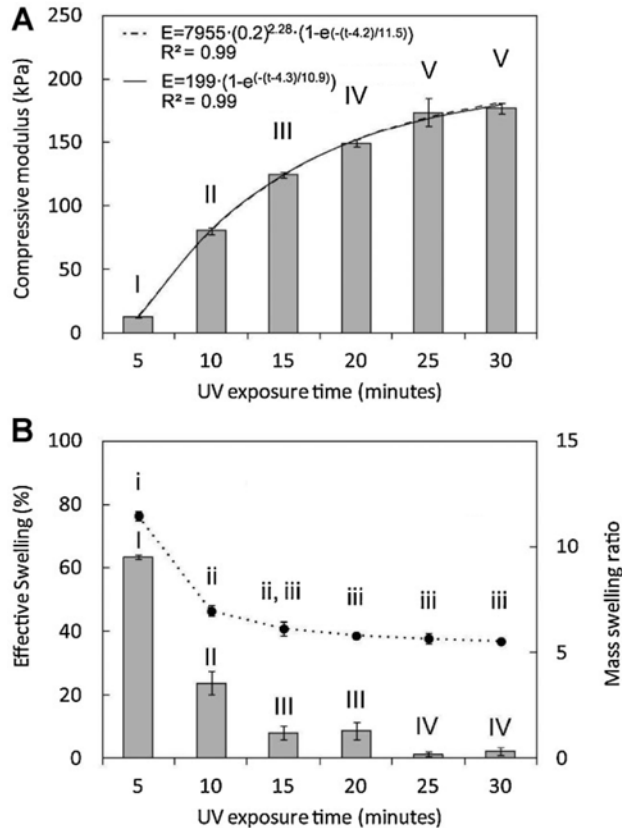 A
E=7955·(0.2)^2.28·(1-e^(-(t-4.2)/11.5))
R² = 0.99
E=199·(1-e^(-(t-4.3)/10.9))
R² = 0.99
Compressive modulus (kPa)
250
200
150
100
50
0
I
II
III
IV
V
V
5 10 15 20 25 30
UV exposure time (minutes)
B
Effective Swelling (%)
100
80
60
40
20
0
i
ii
ii, iii
iii
iii
iii
I
II
III
III
IV
IV
15
10
5
0
Mass swelling ratio
5 10 15 20 25 30
UV exposure time (minutes)